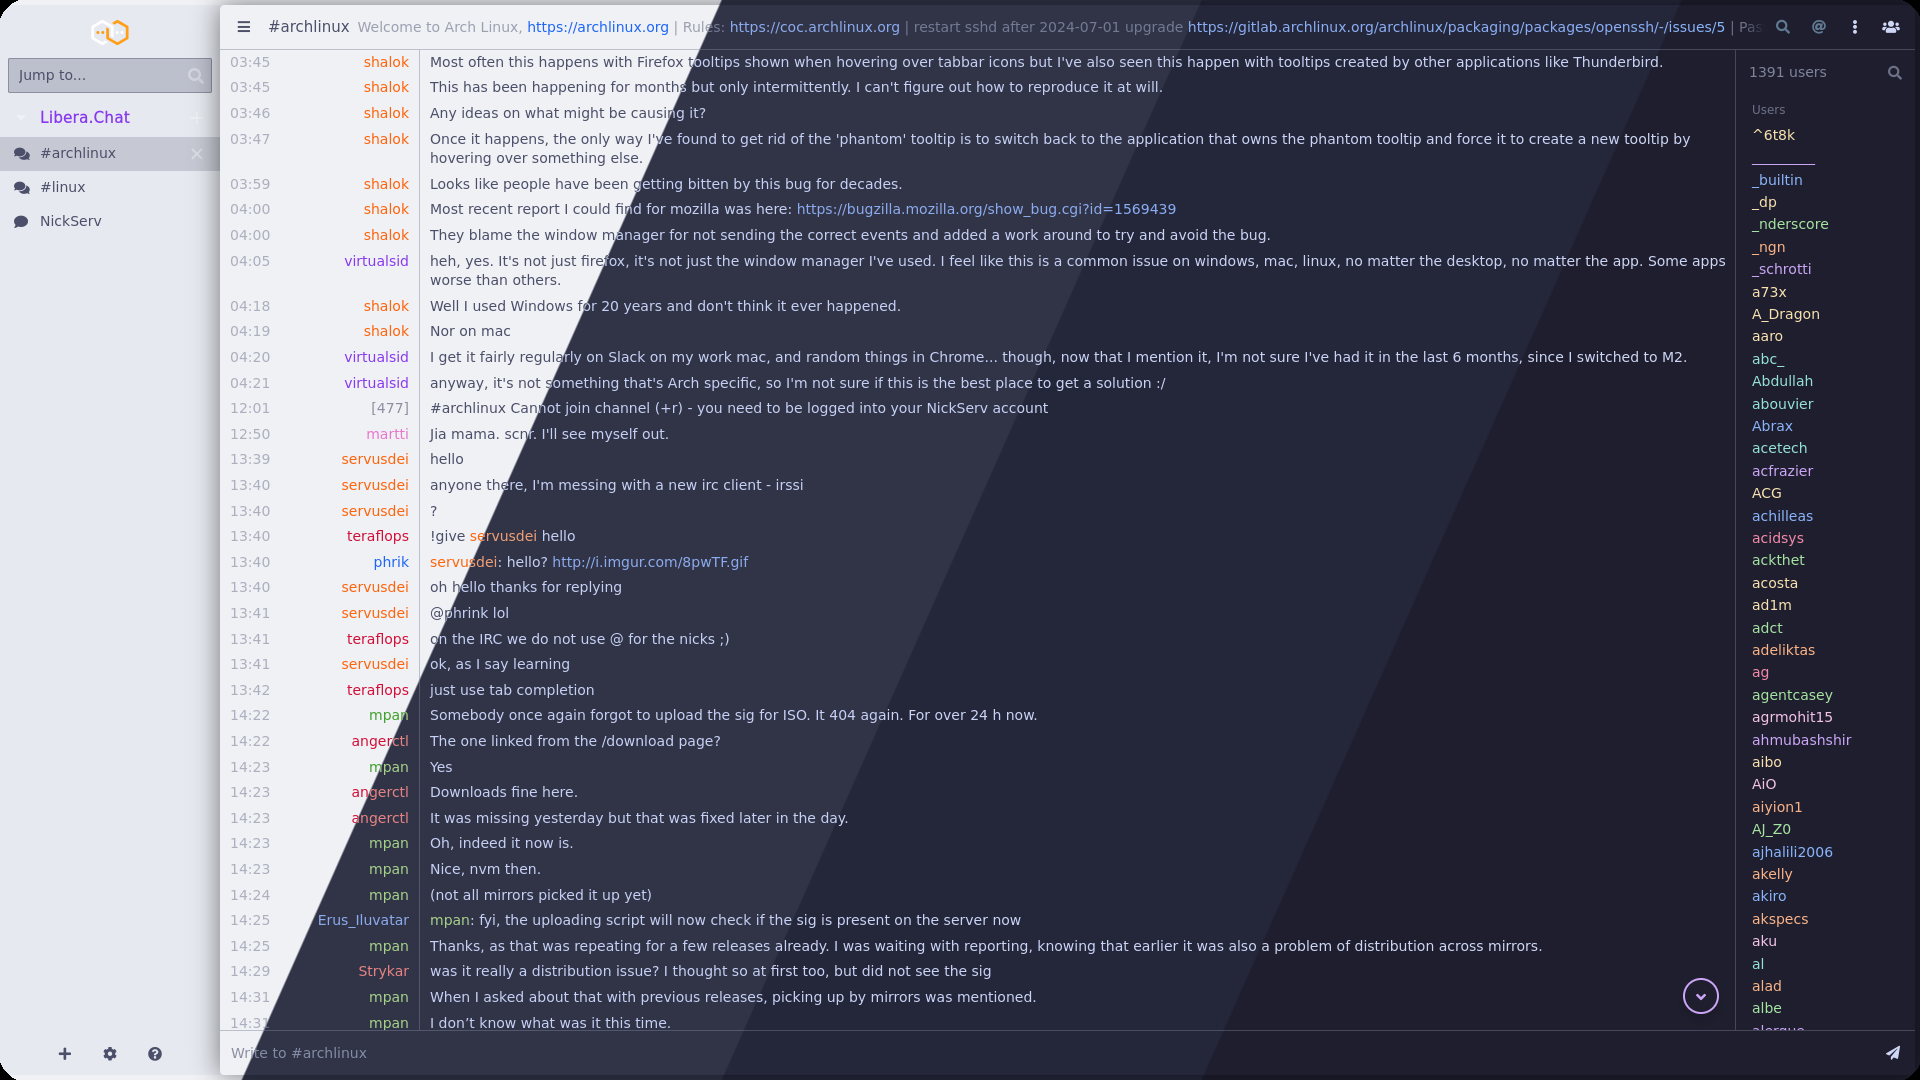 Jump to...
Libera.Chat
#archlinux
#linux
NickServ
#archlinux Welcome to Arch Linux, https://archlinux.org | Rules: https://coc.archlinux.org | restart sshd after 2024-07-01 upgrade https://gitlab.archlinux.org/archlinux/packaging/packages/openssh/-/issues/5 | Pas
03:45 shalok Most often this happens with Firefox tooltips shown when hovering over tabbar icons but I've also seen this happen with tooltips created by other applications like Thunderbird.
03:45 shalok This has been happening for months but only intermittently. I can't figure out how to reproduce it at will.
03:46 shalok Any ideas on what might be causing it?
03:47 shalok Once it happens, the only way I've found to get rid of the 'phantom' tooltip is to switch back to the application that owns the phantom tooltip and force it to create a new tooltip by
hovering over something else.
03:59 shalok Looks like people have been getting bitten by this bug for decades.
04:00 shalok Most recent report I could find for mozilla was here: https://bugzilla.mozilla.org/show_bug.cgi?id=1569439
04:00 shalok They blame the window manager for not sending the correct events and added a work around to try and avoid the bug.
04:05 virtualsid heh, yes. It's not just firefox, it's not just the window manager I've used. I feel like this is a common issue on windows, mac, linux, no matter the desktop, no matter the app. Some apps
worse than others.
04:18 shalok Well I used Windows for 20 years and don't think it ever happened.
04:19 shalok Nor on mac
04:20 virtualsid I get it fairly regularly on Slack on my work mac, and random things in Chrome... though, now that I mention it, I'm not sure I've had it in the last 6 months, since I switched to M2.
04:21 virtualsid anyway, it's not something that's Arch specific, so I'm not sure if this is the best place to get a solution :/
12:01 [477] #archlinux Cannot join channel (+r) - you need to be logged into your NickServ account
12:50 martti Jia mama. scnr. I'll see myself out.
13:39 servusdei hello
13:40 servusdei anyone there, I'm messing with a new irc client - irssi
13:40 servusdei ?
13:40 teraflops !give servusdei hello
13:40 phrik servusdei: hello? http://i.imgur.com/8pwTF.gif
13:40 servusdei oh hello thanks for replying
13:41 servusdei @phrink lol
13:41 teraflops on the IRC we do not use @ for the nicks ;)
13:41 servusdei ok, as I say learning
13:42 teraflops just use tab completion
14:22 mpan Somebody once again forgot to upload the sig for ISO. It 404 again. For over 24 h now.
14:22 angerctl The one linked from the /download page?
14:23 mpan Yes
14:23 angerctl Downloads fine here.
14:23 angerctl It was missing yesterday but that was fixed later in the day.
14:23 mpan Oh, indeed it now is.
14:23 mpan Nice, nvm then.
14:24 mpan (not all mirrors picked it up yet)
14:25 Erus_Iluvatar mpan: fyi, the uploading script will now check if the sig is present on the server now
14:25 mpan Thanks, as that was repeating for a few releases already. I was waiting with reporting, knowing that earlier it was also a problem of distribution across mirrors.
14:29 Strykar was it really a distribution issue? I thought so at first too, but did not see the sig
14:31 mpan When I asked about that with previous releases, picking up by mirrors was mentioned.
14:31 mpan I don’t know what was it this time.
Write to #archlinux
1391 users
Users
^6t8k
_________
_builtin
_dp
_nderscore
_ngn
_schrotti
a73x
A_Dragon
aaro
abc_
Abdullah
abouvier
Abrax
acetech
acfrazier
ACG
achilleas
acidsys
ackthet
acosta
ad1m
adct
adeliktas
ag
agentcasey
agrmohit15
ahmubashshir
aibo
AiO
aiyion1
AJ_Z0
ajhalili2006
akelly
akiro
akspecs
aku
al
alad
albe